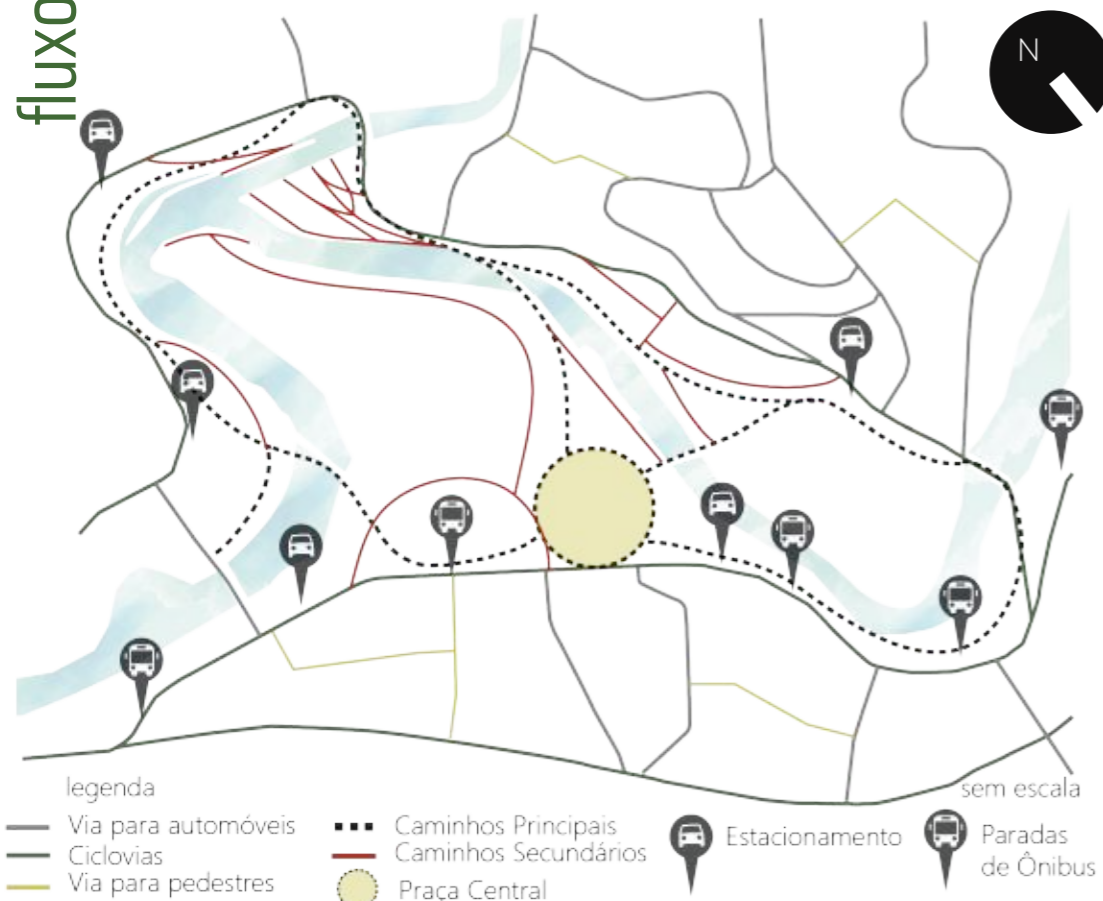 fluxo
N
legenda
sem escala
Via para automóveis
Ciclovias
Via para pedestres
Caminhos Principais
Caminhos Secundários
Praça Central
Estacionamento
Paradas
de Ônibus